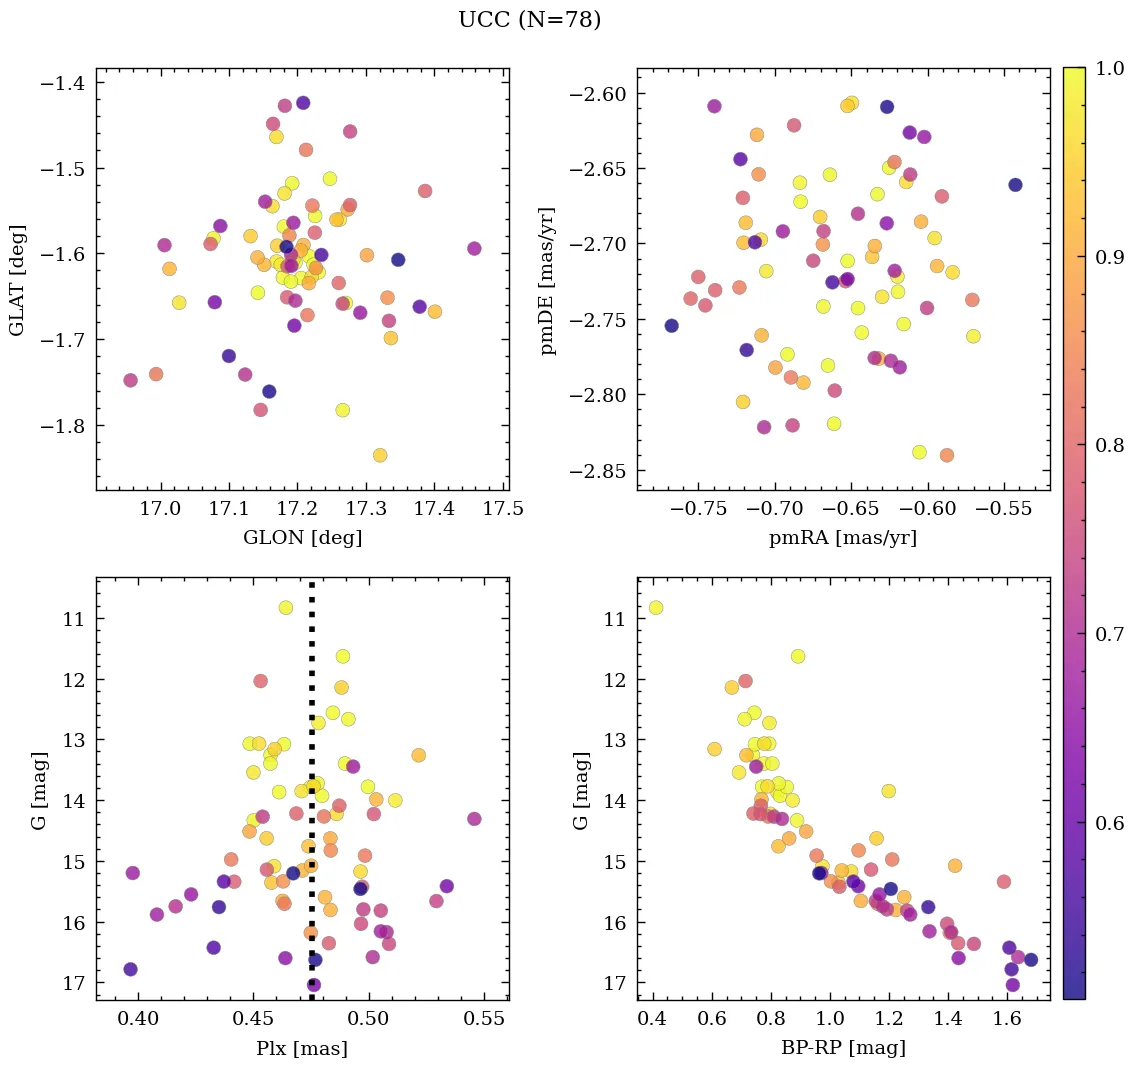 UCC (N=78)
−1.4
−1.5
−1.6
−1.7
−1.8
GLAT [deg]
17.0 17.1 17.2 17.3 17.4 17.5
GLON [deg]
−2.60
−2.65
−2.70
−2.75
−2.80
−2.85
pmDE [mas/yr]
−0.75 −0.70 −0.65 −0.60 −0.55
pmRA [mas/yr]
1.0
0.9
0.8
0.7
0.6
11
12
13
14
15
16
17
G [mag]
0.40 0.45 0.50 0.55
Plx [mas]
11
12
13
14
15
16
17
G [mag]
0.4 0.6 0.8 1.0 1.2 1.4 1.6
BP-RP [mag]